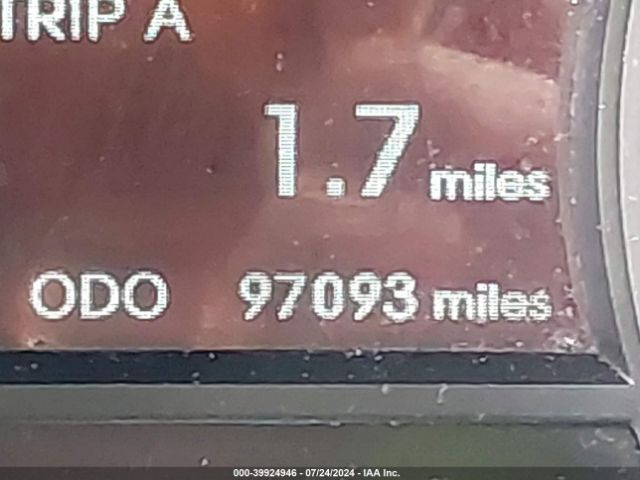 TRIP A
1.7 miles
ODO 97093 miles
000-39924946 - 07/24/2024 - IAA Inc.